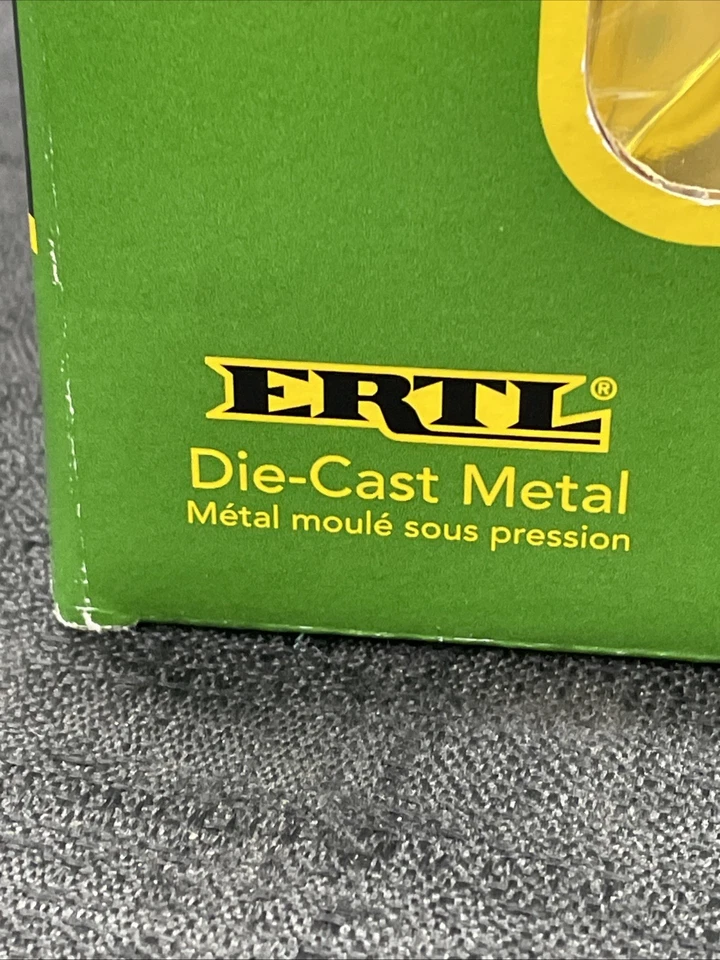 ERTL®
Die-Cast Metal
Métal moulé sous pression